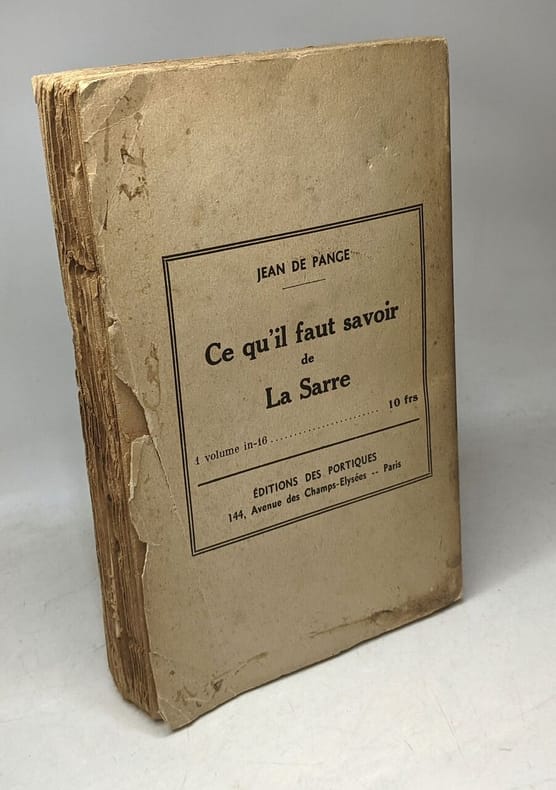 JEAN DE PANGE
Ce qu'il faut savoir
de
La Sarre
1 volume in-16 ........................ 10 frs
ÉDITIONS DES PORTIQUES
144, Avenue des Champs-Elysées -- Paris